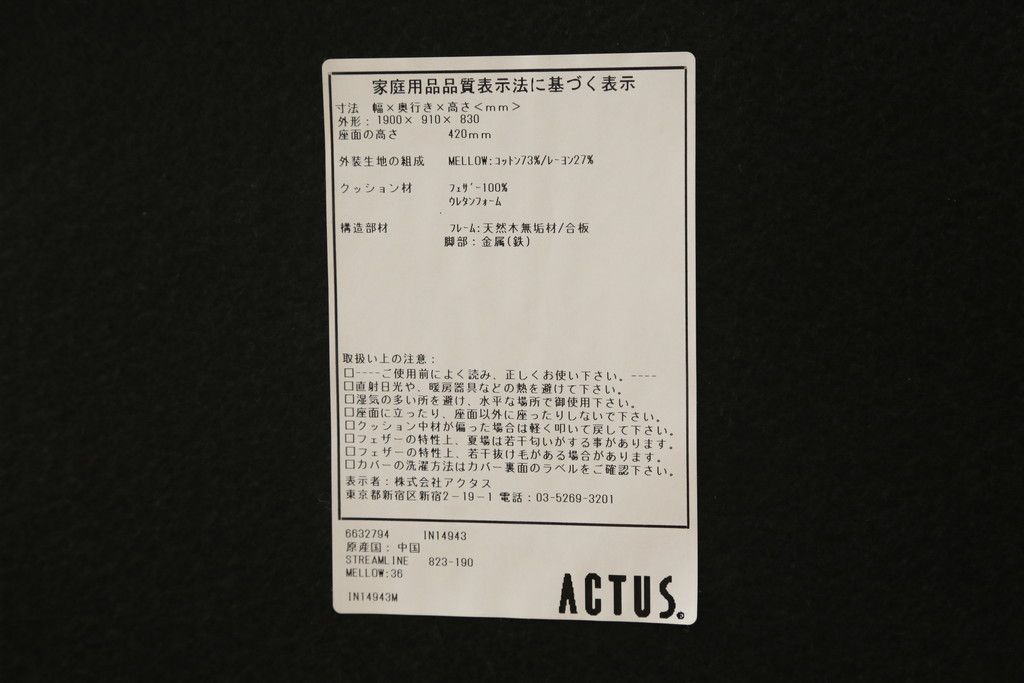 家庭用品品質表示法に基づく表示
寸法 幅×奥行き×高さ<mm>
外形: 1900× 910× 830
座面の高さ 420mm
外装生地の組成 MELLOW:コットン73%/レーヨン27%
クッション材 フェザー100%
ウレタンフォーム
構造部材 フレーム:天然木無垢材/合板
脚部:金属(鉄)
取扱い上の注意:
□----ご使用前によく読み、正しくお使い下さい。----
□直射日光や、暖房器具などの熱を避けて下さい。
□湿気の多い所を避け、水平な場所で御使用下さい。
□座面に立ったり、座面以外に座ったりしないで下さい。
□クッション中材が偏った場合は軽く叩いて戻して下さい。
□フェザーの特性上、夏場は若干匂いがする事があります。
□フェザーの特性上、若干抜け毛がある場合があります。
□カバーの洗濯方法はカバー裏面のラベルをご確認下さい。
表示者:株式会社アクタス
東京都新宿区新宿2-19-1 電話:03-5269-3201
6632794 IN14943
原産国: 中国
STREAMLINE 823-190
MELLOW:36
IN14943M
ACTUS®